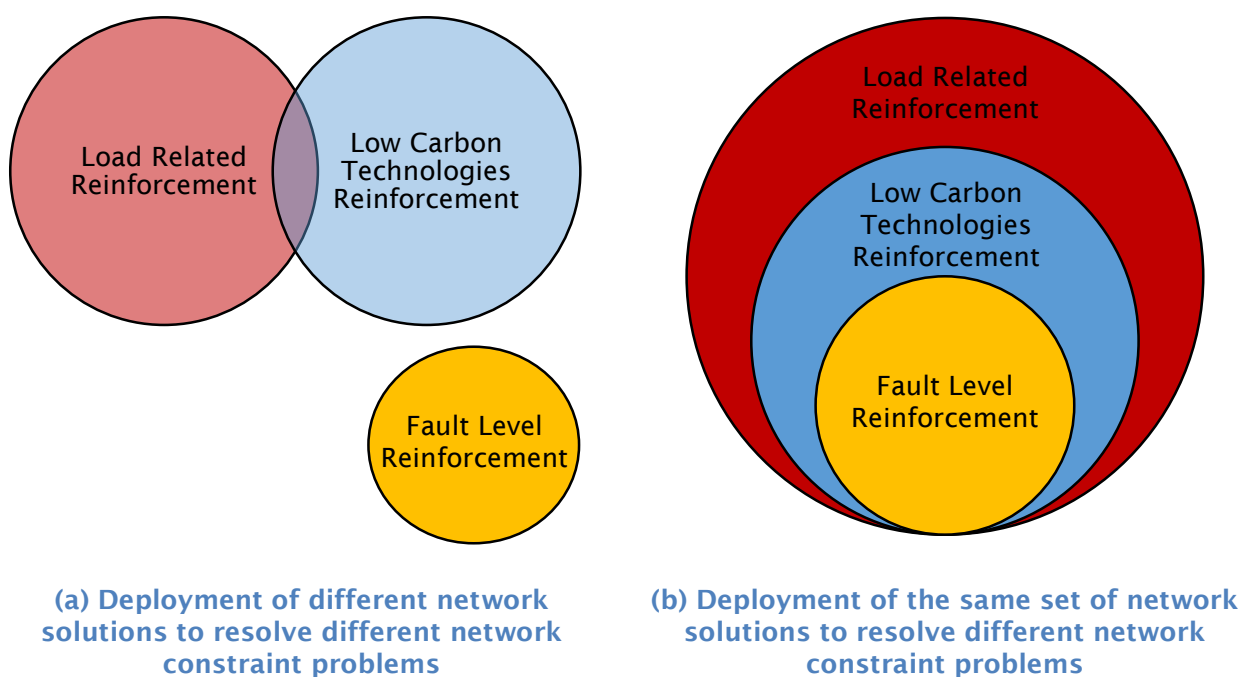 Load Related
Reinforcement
Low Carbon
Technologies
Reinforcement
Fault Level
Reinforcement
(a) Deployment of different network
solutions to resolve different network
constraint problems
Load Related
Reinforcement
Low Carbon
Technologies
Reinforcement
Fault Level
Reinforcement
(b) Deployment of the same set of network
solutions to resolve different network
constraint problems